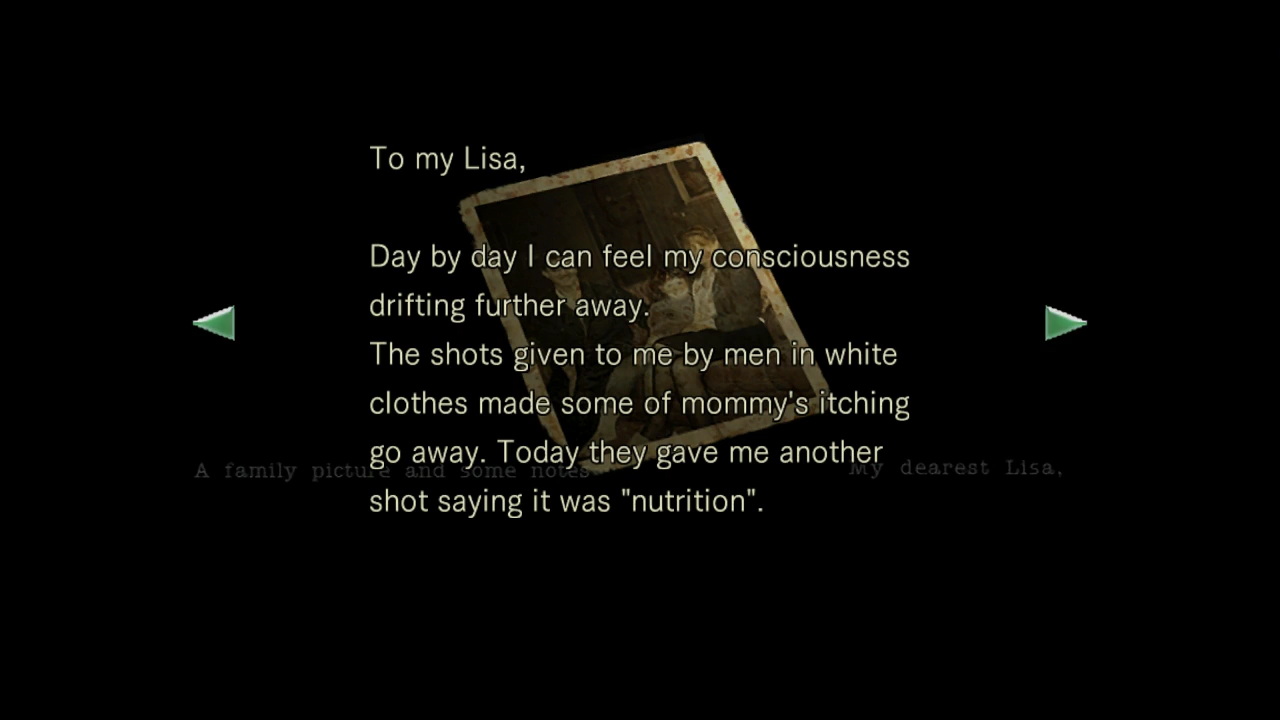 To my Lisa,
Day by day I can feel my consciousness
drifting further away.
The shots given to me by men in white
clothes made some of mommy's itching
go away. Today they gave me another
shot saying it was "nutrition".
A family picture and some notes
My dearest Lisa,